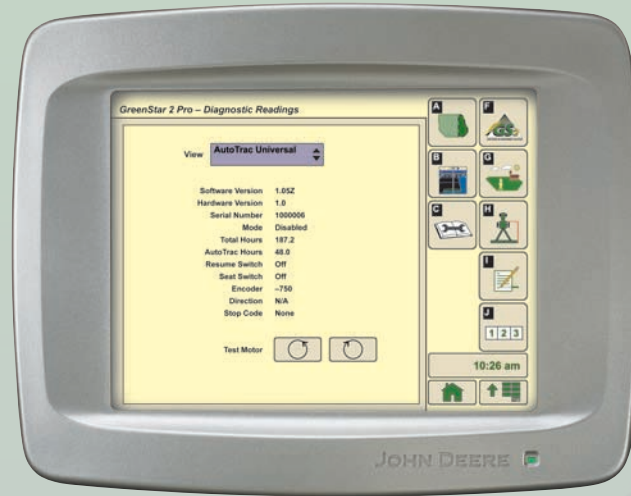 GreenStar 2 Pro – Diagnostic Readings
View AutoTrac Universal
Software Version 1.05Z
Hardware Version 1.0
Serial Number 1000006
Mode Disabled
Total Hours 187.2
AutoTrac Hours 48.0
Resume Switch Off
Seat Switch Off
Encoder –750
Direction N/A
Stop Code None
Test Motor
A
F
GS2
B
G
C
H
I
J
1 2 3
10:26 am
JOHN DEERE